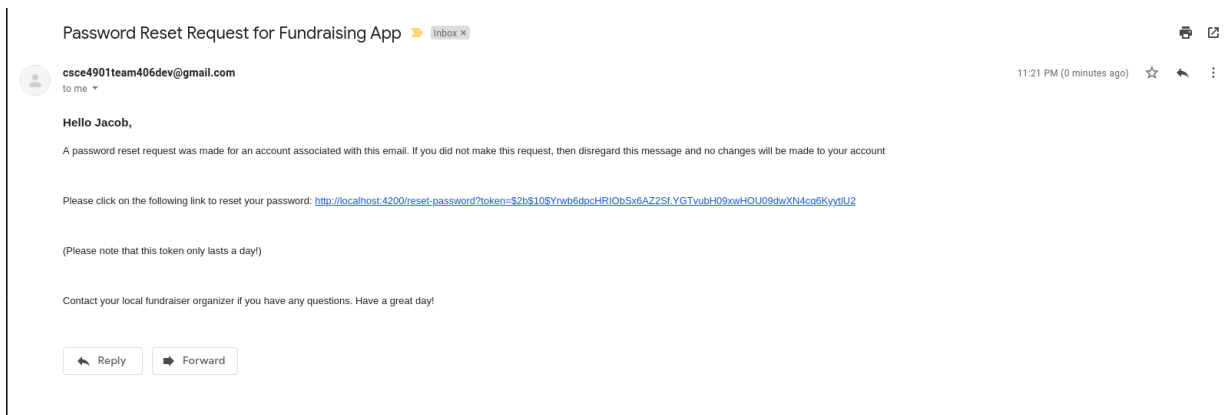 Password Reset Request for Fundraising App Inbox ×
csce4901team406dev@gmail.com 11:21 PM (0 minutes ago)
to me
Hello Jacob,
A password reset request was made for an account associated with this email. If you did not make this request, then disregard this message and no changes will be made to your account
Please click on the following link to reset your password: http://localhost:4200/reset-password?token=$2b$10$Yrwb6dpcHRIObSx6AZ2Sf.YGTvubH09xwHOU09dwXN4cq6KyytlU2
(Please note that this token only lasts a day!)
Contact your local fundraiser organizer if you have any questions. Have a great day!
Reply Forward